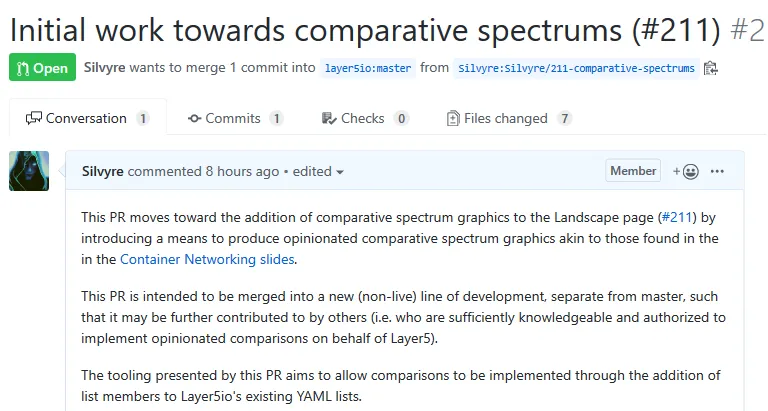 Initial work towards comparative spectrums (#211) #2
Open Silvyre wants to merge 1 commit into layer5io:master from Silvyre:Silvyre/211-comparative-spectrums
Conversation 1 Commits 1 Checks 0 Files changed 7
Silvyre commented 8 hours ago • edited Member
This PR moves toward the addition of comparative spectrum graphics to the Landscape page (#211) by
introducing a means to produce opinionated comparative spectrum graphics akin to those found in the
in the Container Networking slides.
This PR is intended to be merged into a new (non-live) line of development, separate from master, such
that it may be further contributed to by others (i.e. who are sufficiently knowledgeable and authorized to
implement opinionated comparisons on behalf of Layer5).
The tooling presented by this PR aims to allow comparisons to be implemented through the addition of
list members to Layer5io's existing YAML lists.